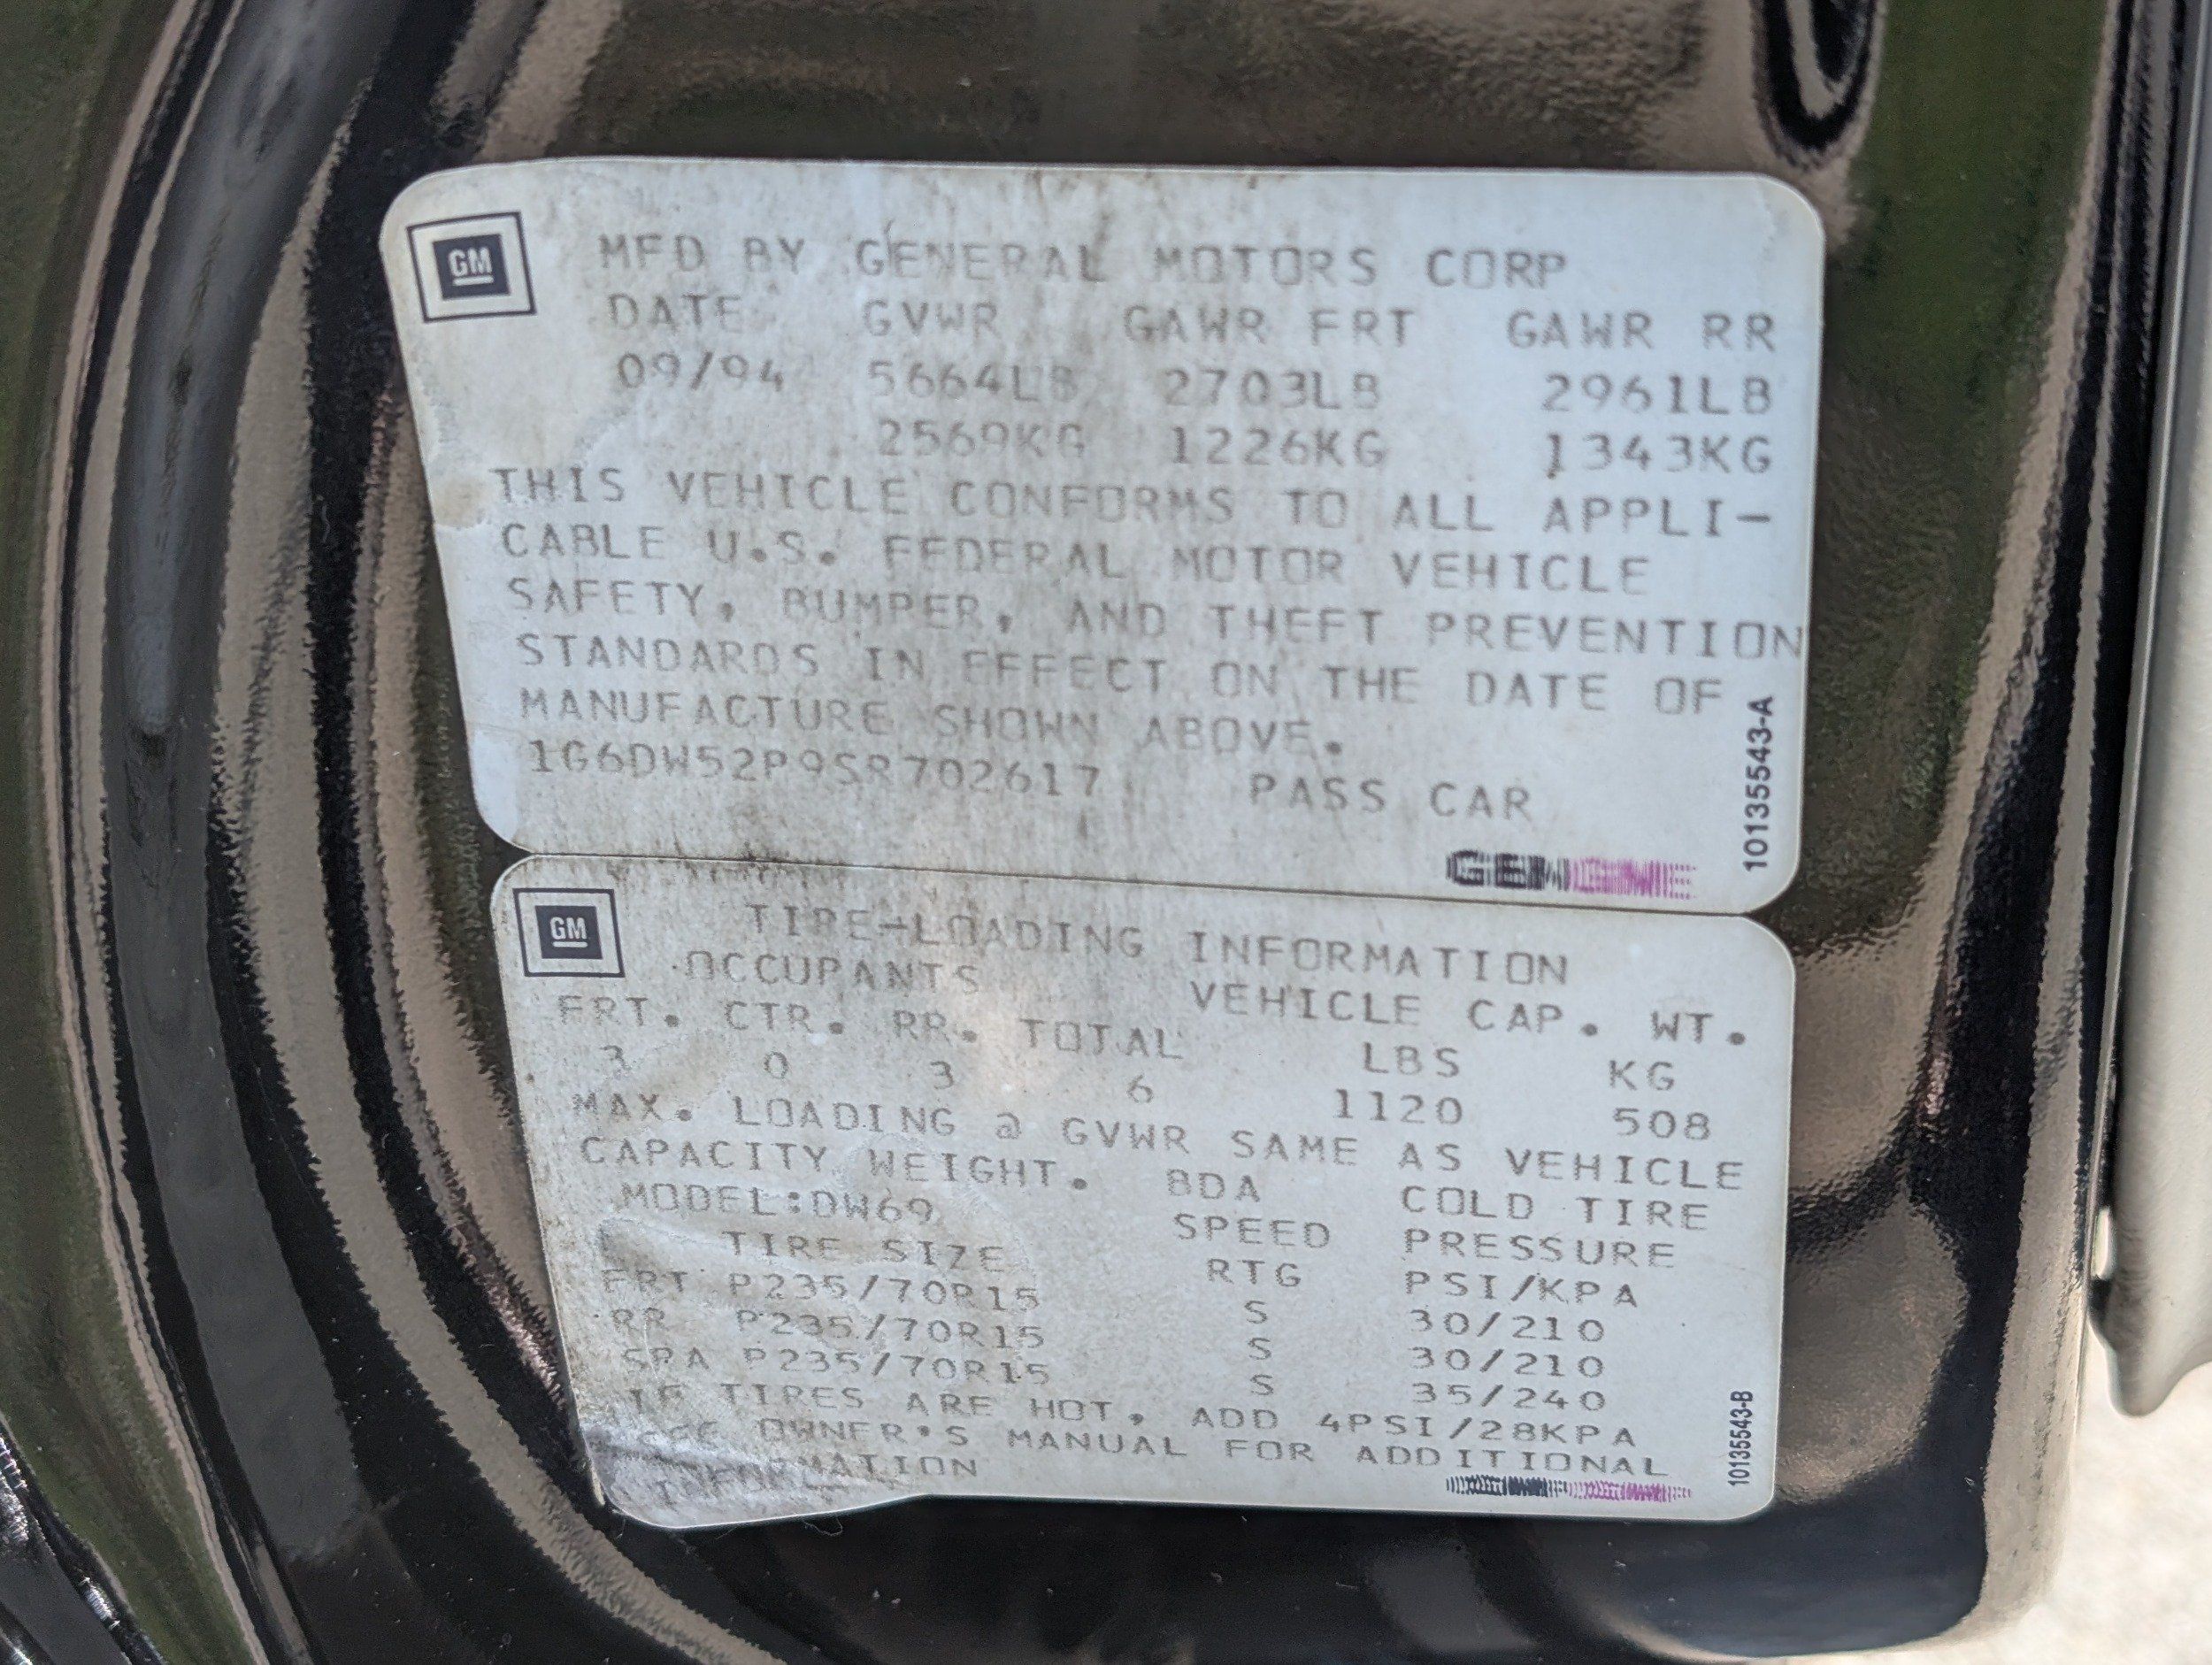 GM
MFD BY GENERAL MOTORS CORP
DATE GVWR GAWR FRT GAWR RR
09/94 5664LB 2703LB 2961LB
2569KG 1226KG 1343KG
THIS VEHICLE CONFORMS TO ALL APPLI-
CABLE U.S. FEDERAL MOTOR VEHICLE
SAFETY, BUMPER, AND THEFT PREVENTION
STANDARDS IN EFFECT ON THE DATE OF
MANUFACTURE SHOWN ABOVE.
1G6DW52P9SR702617 PASS CAR
10135543-A
GENUINE
GM
TIRE-LOADING INFORMATION
OCCUPANTS VEHICLE CAP. WT.
FRT. CTR. RR. TOTAL LBS KG
3 0 3 6 1120 508
MAX. LOADING @ GVWR SAME AS VEHICLE
CAPACITY WEIGHT. BDA COLD TIRE
MODEL:DW69 SPEED PRESSURE
TIRE SIZE RTG PSI/KPA
FRT P235/70R15 S 30/210
RR P235/70R15 S 30/210
SPA P235/70R15 S 35/240
IF TIRES ARE HOT, ADD 4PSI/28KPA
SEE OWNER'S MANUAL FOR ADDITIONAL
INFORMATION
10135543-B